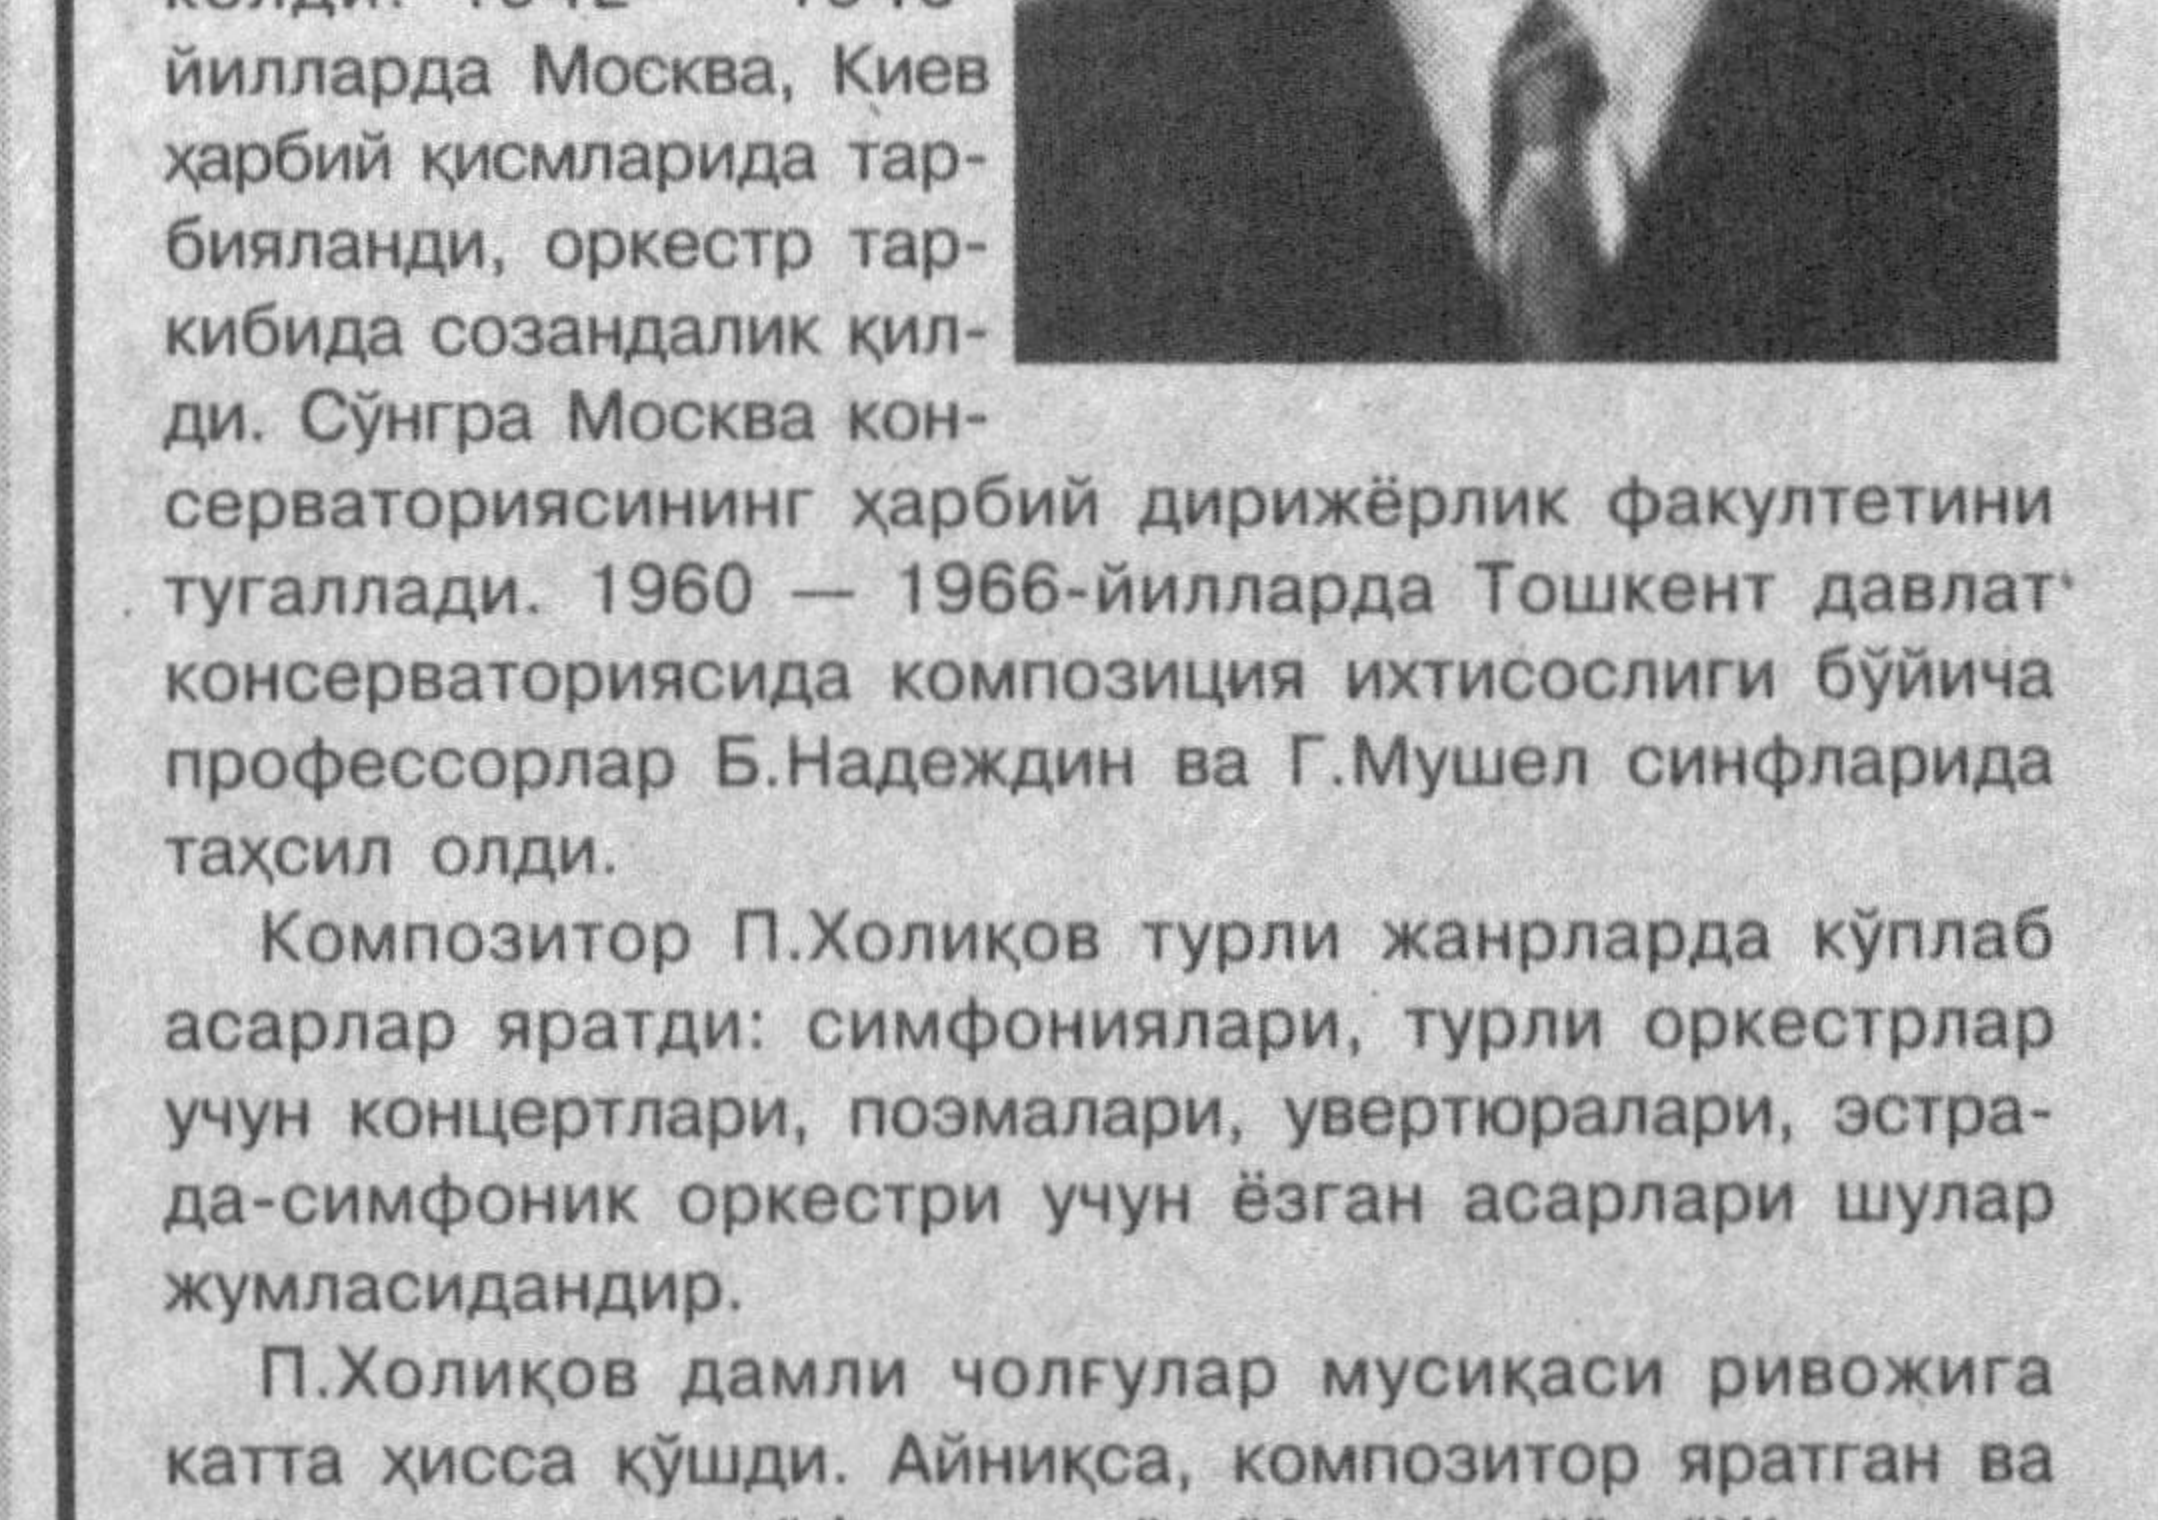 йилларда Москва, Киев
ҳарбий қисмларида тар-
бияланди, оркестр тар-
кибида созандалик қил-
ди. Сўнгра Москва кон-
серваториясининг ҳарбий дирижёрлик факултетини
тугаллади. 1960 — 1966-йилларда Тошкент давлат
консерваториясида композиция ихтисослиги бўйича
профессорлар Б.Надеждин ва Г.Мушел синфларида
таҳсил олди.
Композитор П.Холиқов турли жанрларда кўплаб
асарлар яратди: симфониялари, турли оркестрлар
учун концертлари, поэмалари, увертюралари, эстра-
да-симфоник оркестри учун ёзган асарлари шулар
жумласидандир.
П.Холиқов дамли чолғулар мусиқаси ривожига
катта ҳисса қўшди. Айниқса, композитор яратган ва